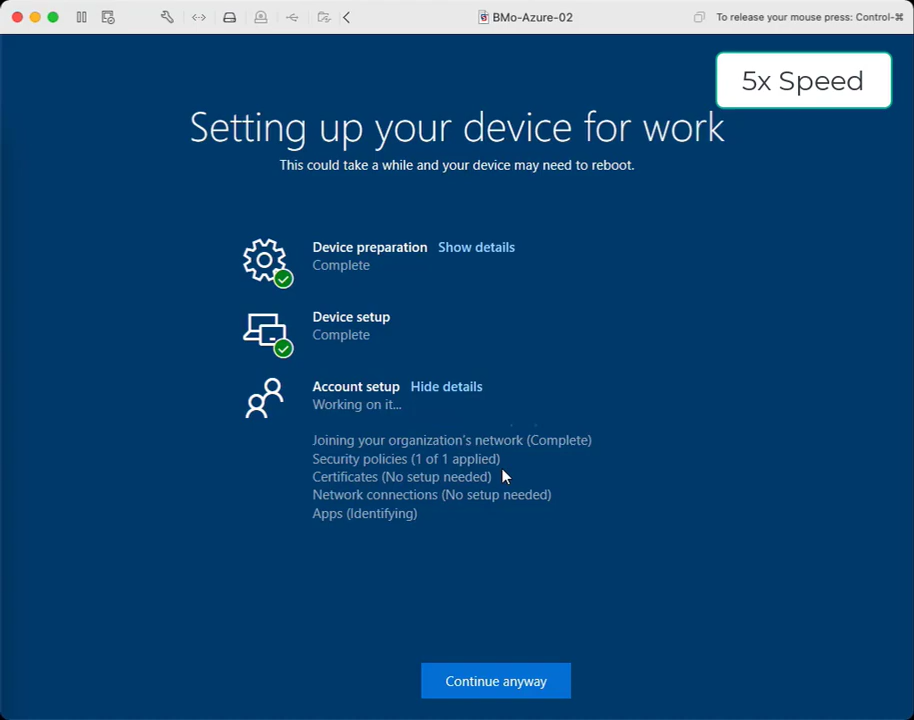 BMo-Azure-02
To release your mouse press: Control-⌘
5x Speed
Setting up your device for work
This could take a while and your device may need to reboot.
Device preparation Show details
Complete
Device setup
Complete
Account setup Hide details
Working on it...
Joining your organization's network (Complete)
Security policies (1 of 1 applied)
Certificates (No setup needed)
Network connections (No setup needed)
Apps (Identifying)
Continue anyway